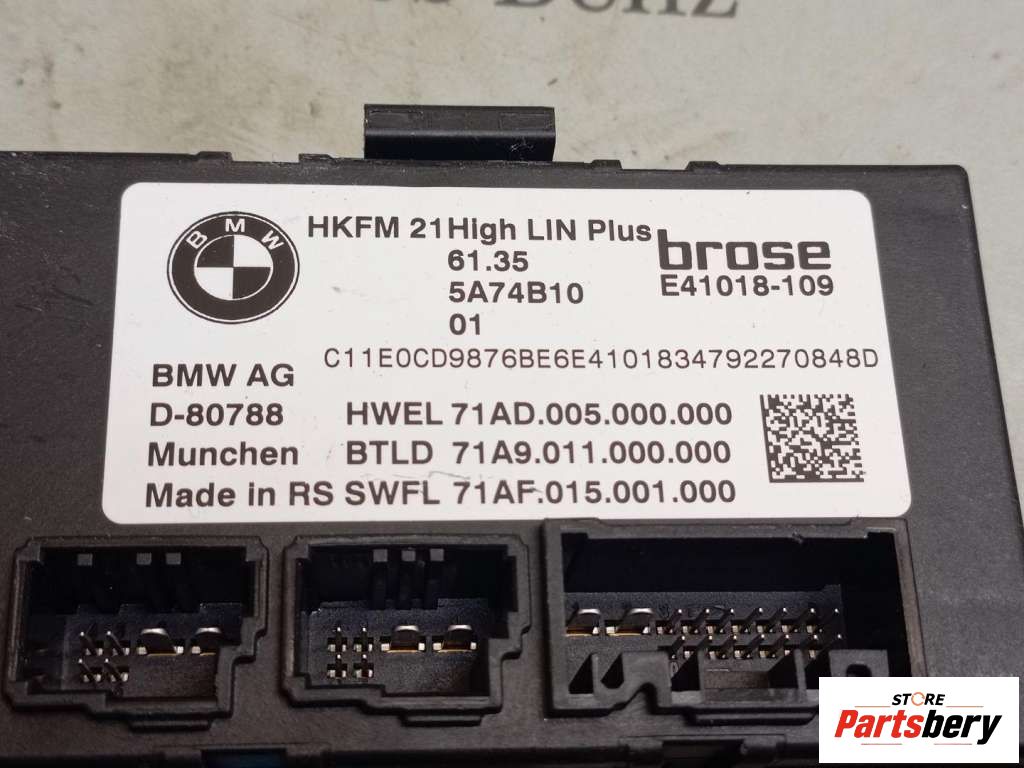 BMW
HKFM 21High LIN Plus
brose
61.35
E41018-109
5A74B10
01
C11E0CD9876BE6E4101834792270848D
BMW AG
D-80788
HWEL 71AD.005.000.000
Munchen
BTLD 71A9.011.000.000
Made in RS
SWFL 71AF.015.001.000
STORE
Partsbery